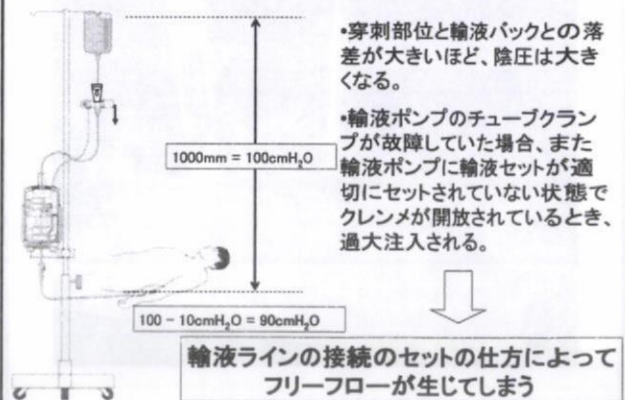 ・穿刺部位と輸液バックとの落
差が大きいほど、陰圧は大き
くなる。
・輸液ポンプのチューブクラン
プが故障していた場合、また
輸液ポンプに輸液セットが適
切にセットされていない状態で
クレンメが開放されているとき、
過大注入される。
1000mm = 100cmH₂O
100 − 10cmH₂O = 90cmH₂O
輸液ラインの接続のセットの仕方によって
フリーフローが生じてしまう